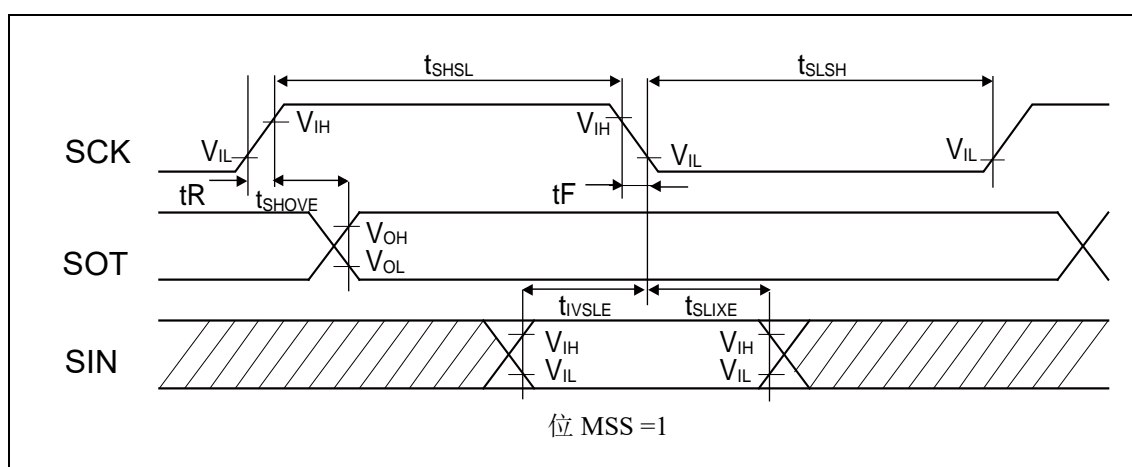 tSHSL
tSLSH
SCK
VIH
VIL
VIH
VIL
VIL
tR
tSHOVE
tF
SOT
VOH
VOL
tIVSLE
tSLIXE
SIN
VIH
VIL
VIH
VIL
位 MSS =1